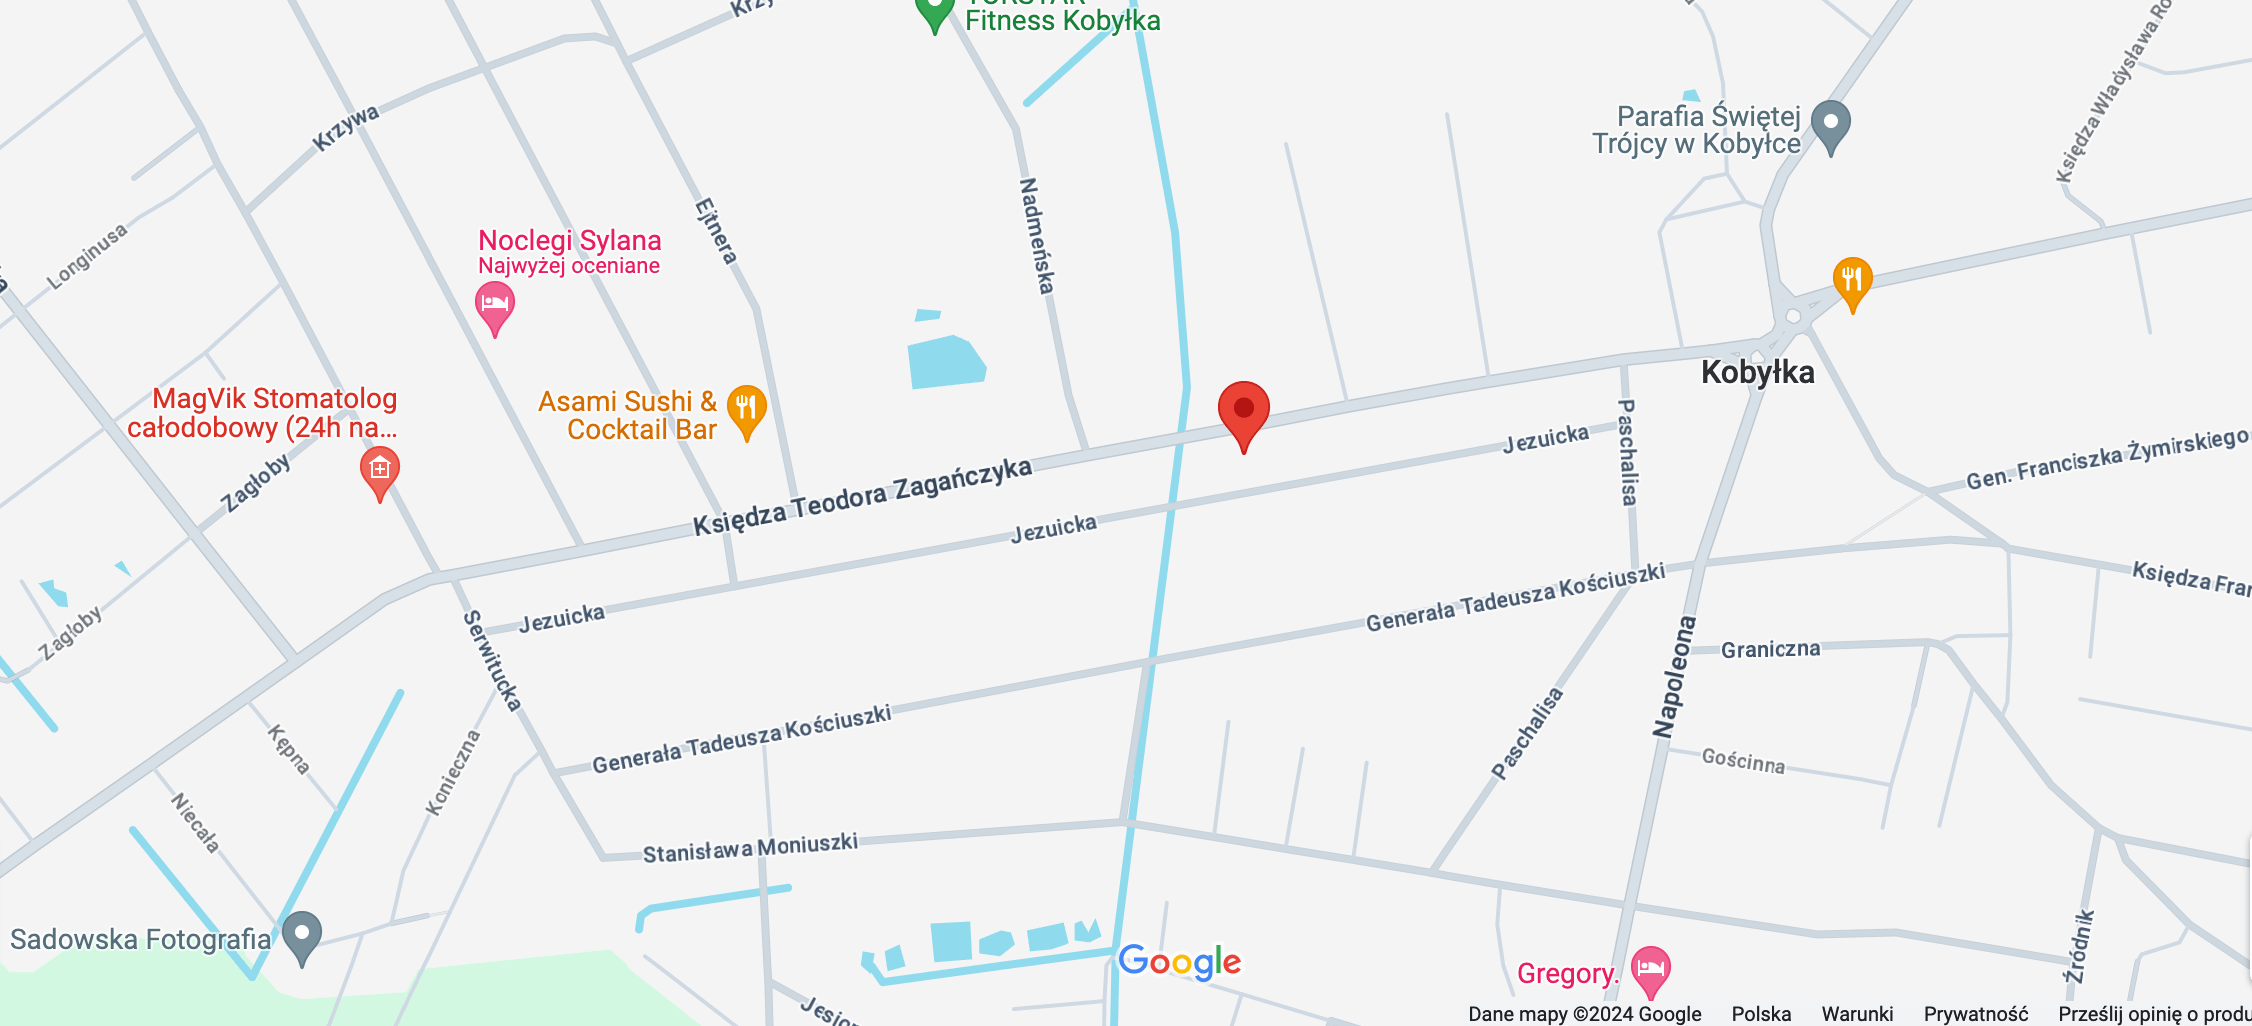 Fitness Kobyłka
Krzywa
Longinusa
Ejtnera
Nadmeńska
Parafia Świętej
Trójcy w Kobyłce
Księdza Władysława
Noclegi Sylana
Najwyżej oceniane
MagVik Stomatolog
całodobowy (24h na...
Asami Sushi &
Cocktail Bar
Kobyłka
Zagłoby
Księdza Teodora Zagańczyka
Jezuicka
Jezuicka
Jezuicka
Paschalisa
Gen. Franciszka Żymirskiego
Generała Tadeusza Kościuszki
Księdza
Zagłoby
Serwitucka
Graniczna
Napoleona
Generała Tadeusza Kościuszki
Paschalisa
Gościnna
Kępna
Konieczna
Niecała
Stanisława Moniuszki
Sadowska Fotografia
Źródnik
Google
Gregory.
Dane mapy ©2024 Google
Polska
Warunki
Prywatność
Prześlij opinię o produ